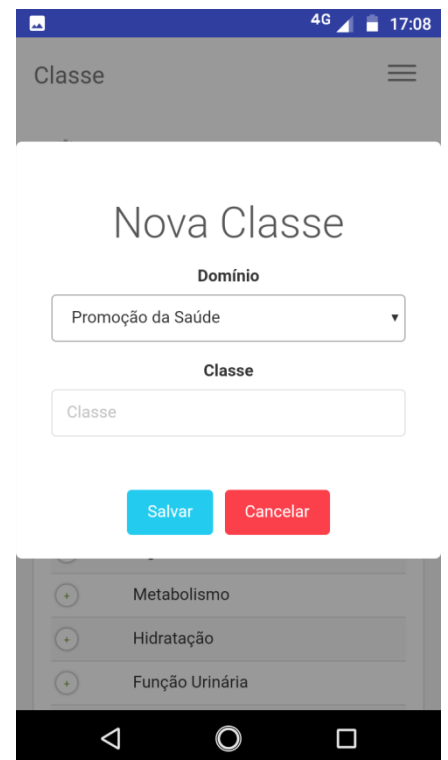 4G 17:08
Classe
Nova Classe
Domínio
Promoção da Saúde
Classe
Classe
Salvar Cancelar
Metabolismo
Hidratação
Função Urinária